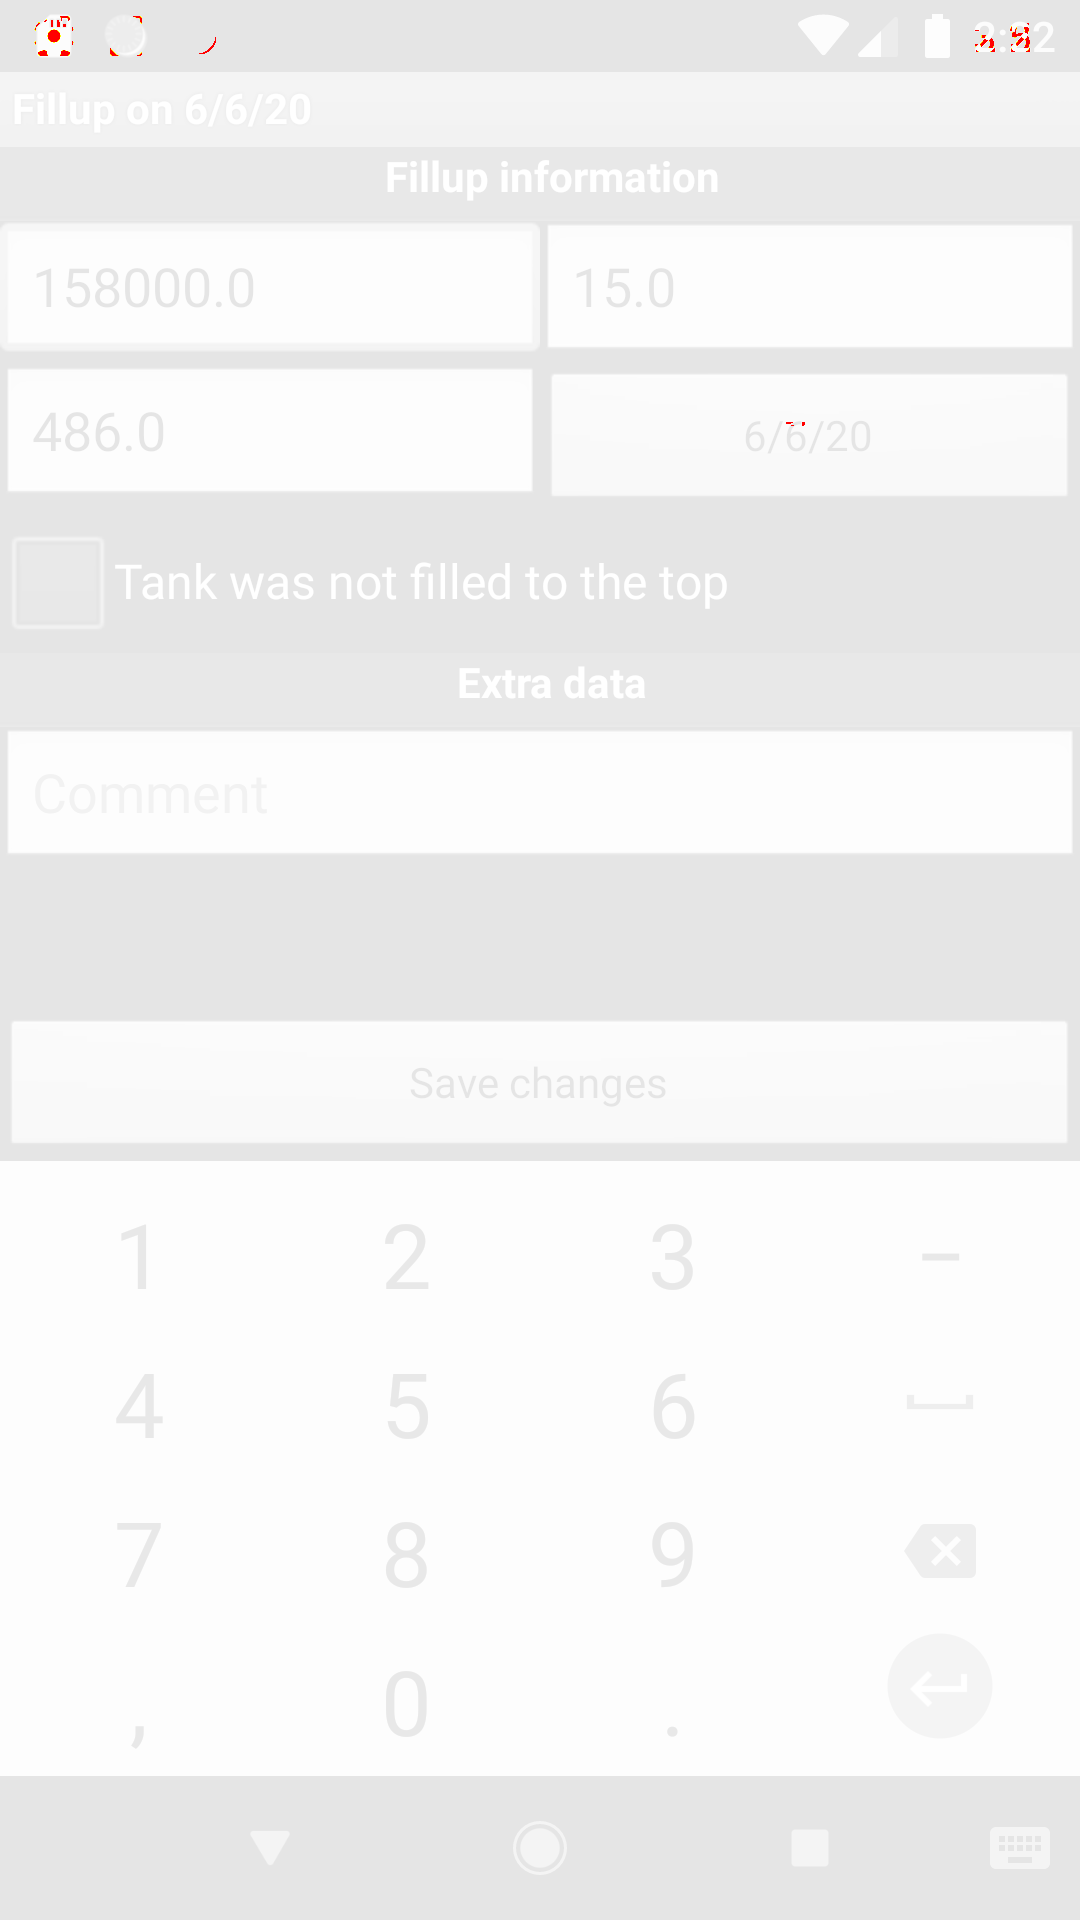 Fillup on 6/6/20
Fillup information
158000.0 15.0
486.0 6/6/20
Tank was not filled to the top
Extra data
Comment
Save changes
1 2 3 –
4 5 6
7 8 9
, 0 .